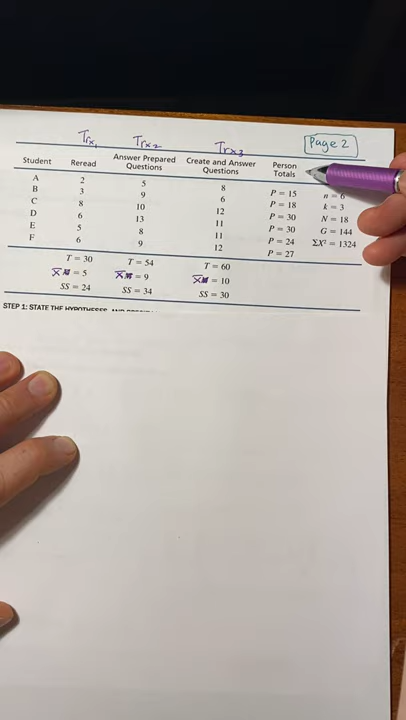 Trx1 Trx2 Trx3 Page 2
Student Reread Answer Prepared Questions Create and Answer Questions Person Totals
A 2 5 8 P = 15 n = 6
B 3 9 6 P = 18 k = 3
C 8 10 12 P = 30 N = 18
D 6 13 11 P = 30 G = 144
E 5 8 11 P = 24 ΣX² = 1324
F 6 9 12 P = 27
T = 30 T = 54 T = 60
X̄ = 5 X̄ = 9 X̄ = 10
SS = 24 SS = 34 SS = 30
STEP 1: STATE THE HYPOTHESES, AND